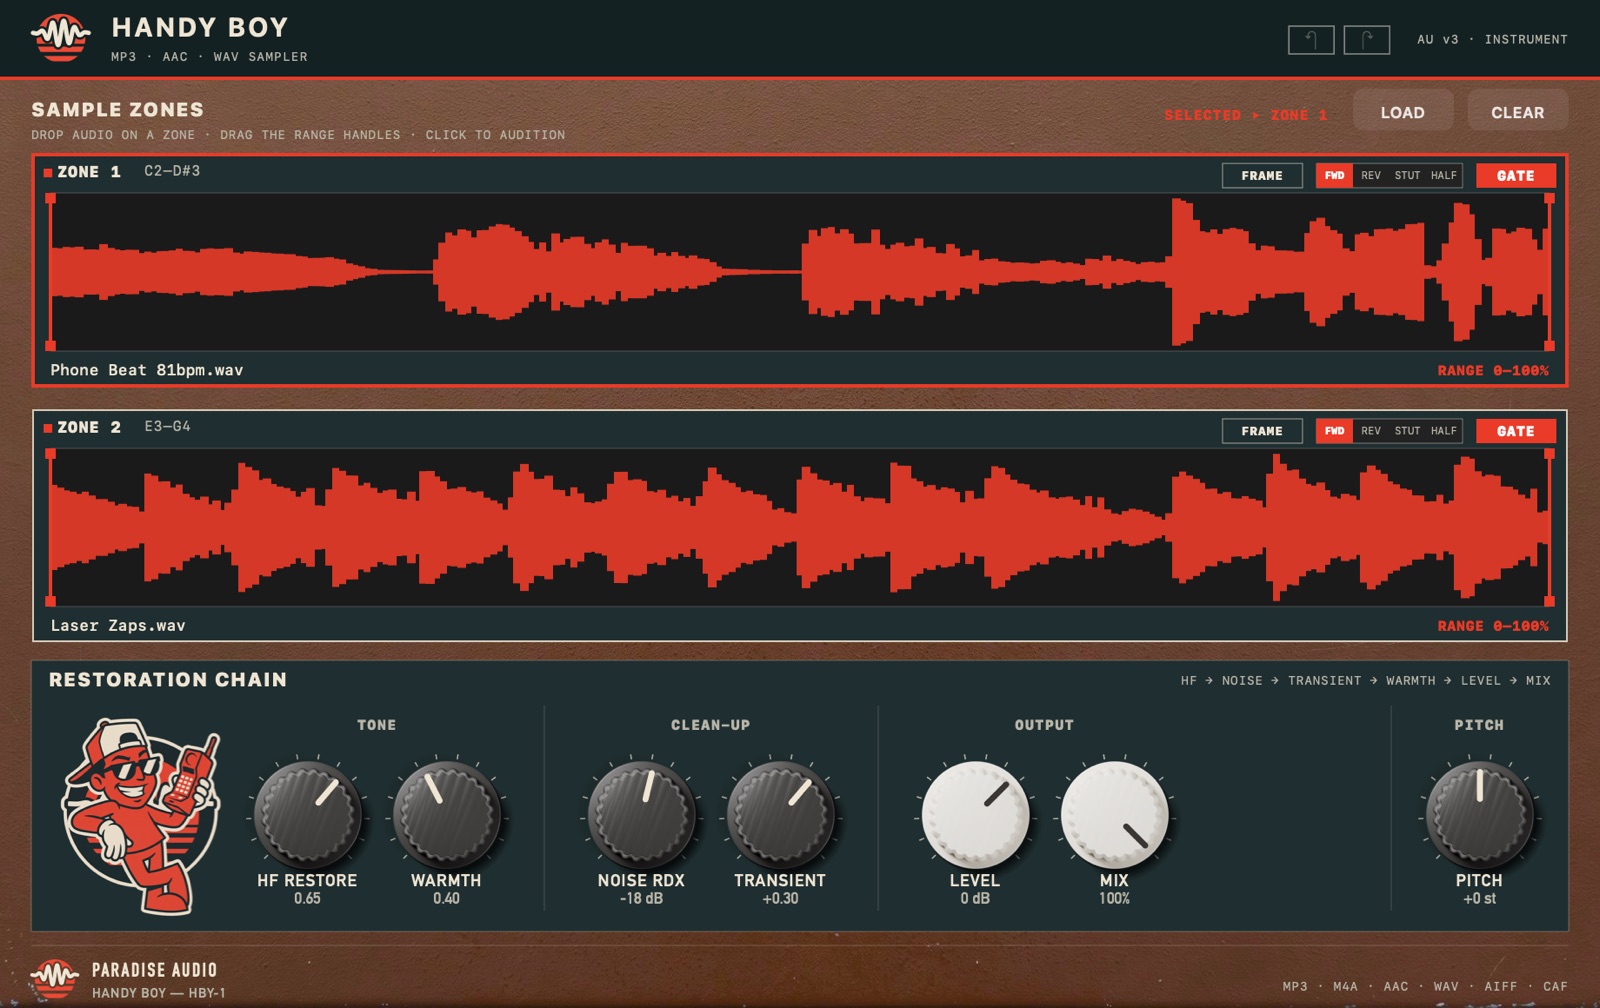 HANDY BOY
MP3 · AAC · WAV SAMPLER
AU v3 · INSTRUMENT
SAMPLE ZONES
DROP AUDIO ON A ZONE · DRAG THE RANGE HANDLES · CLICK TO AUDITION
SELECTED ▸ ZONE 1
LOAD
CLEAR
ZONE 1
C2—D#3
FRAME
FWD
REV
STUT
HALF
GATE
Phone Beat 81bpm.wav
RANGE 0—100%
ZONE 2
E3—G4
FRAME
FWD
REV
STUT
HALF
GATE
Laser Zaps.wav
RANGE 0—100%
RESTORATION CHAIN
HF → NOISE → TRANSIENT → WARMTH → LEVEL → MIX
TONE
CLEAN—UP
OUTPUT
PITCH
HF RESTORE
0.65
WARMTH
0.40
NOISE RDX
-18 dB
TRANSIENT
+0.30
LEVEL
0 dB
MIX
100%
PITCH
+0 st
PARADISE AUDIO
HANDY BOY — HBY-1
MP3 · M4A · AAC · WAV · AIFF · CAF